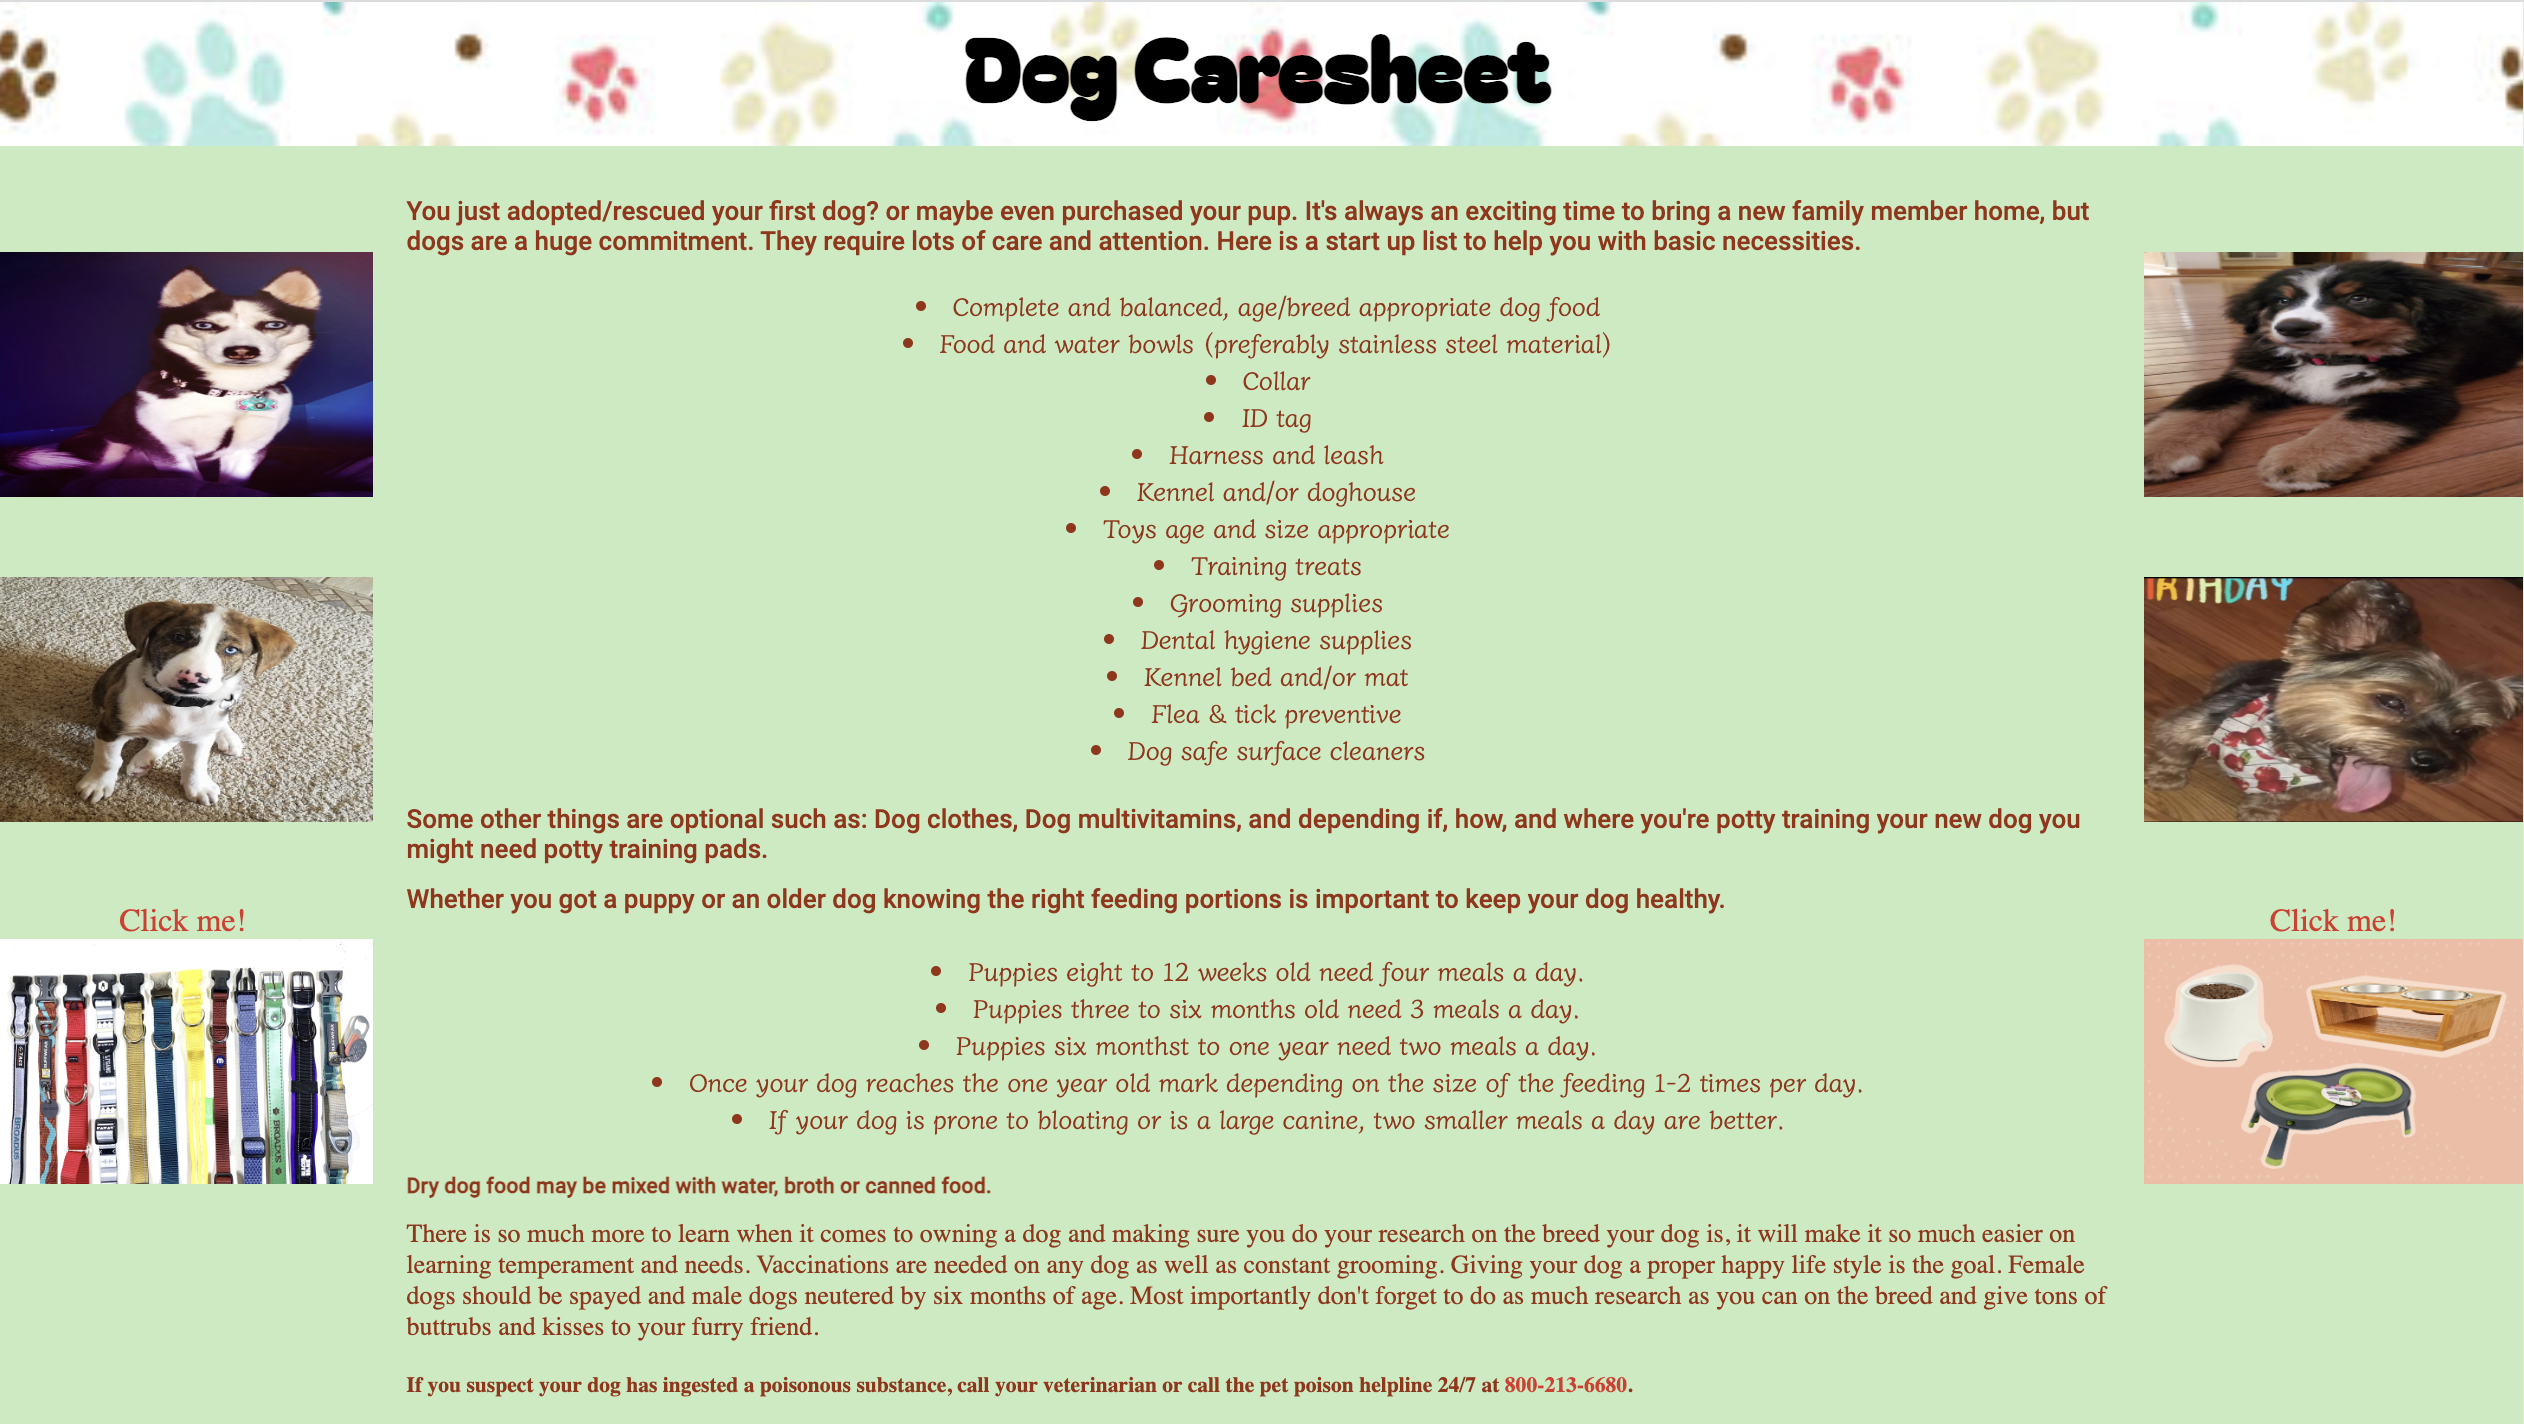 Dog Caresheet
You just adopted/rescued your first dog? or maybe even purchased your pup. It's always an exciting time to bring a new family member home, but
dogs are a huge commitment. They require lots of care and attention. Here is a start up list to help you with basic necessities.
• Complete and balanced, age/breed appropriate dog food
• Food and water bowls (preferably stainless steel material)
• Collar
• ID tag
• Harness and leash
• Kennel and/or doghouse
• Toys age and size appropriate
• Training treats
• Grooming supplies
• Dental hygiene supplies
• Kennel bed and/or mat
• Flea & tick preventive
• Dog safe surface cleaners
IRTHDAY
Some other things are optional such as: Dog clothes, Dog multivitamins, and depending if, how, and where you're potty training your new dog you
might need potty training pads.
Whether you got a puppy or an older dog knowing the right feeding portions is important to keep your dog healthy.
Click me!
Click me!
BROADUS
BROADUS
• Puppies eight to 12 weeks old need four meals a day.
• Puppies three to six months old need 3 meals a day.
• Puppies six monthst to one year need two meals a day.
• Once your dog reaches the one year old mark depending on the size of the feeding 1-2 times per day.
• If your dog is prone to bloating or is a large canine, two smaller meals a day are better.
Dry dog food may be mixed with water, broth or canned food.
There is so much more to learn when it comes to owning a dog and making sure you do your research on the breed your dog is, it will make it so much easier on
learning temperament and needs. Vaccinations are needed on any dog as well as constant grooming. Giving your dog a proper happy life style is the goal. Female
dogs should be spayed and male dogs neutered by six months of age. Most importantly don't forget to do as much research as you can on the breed and give tons of
buttrubs and kisses to your furry friend.
If you suspect your dog has ingested a poisonous substance, call your veterinarian or call the pet poison helpline 24/7 at 800-213-6680.